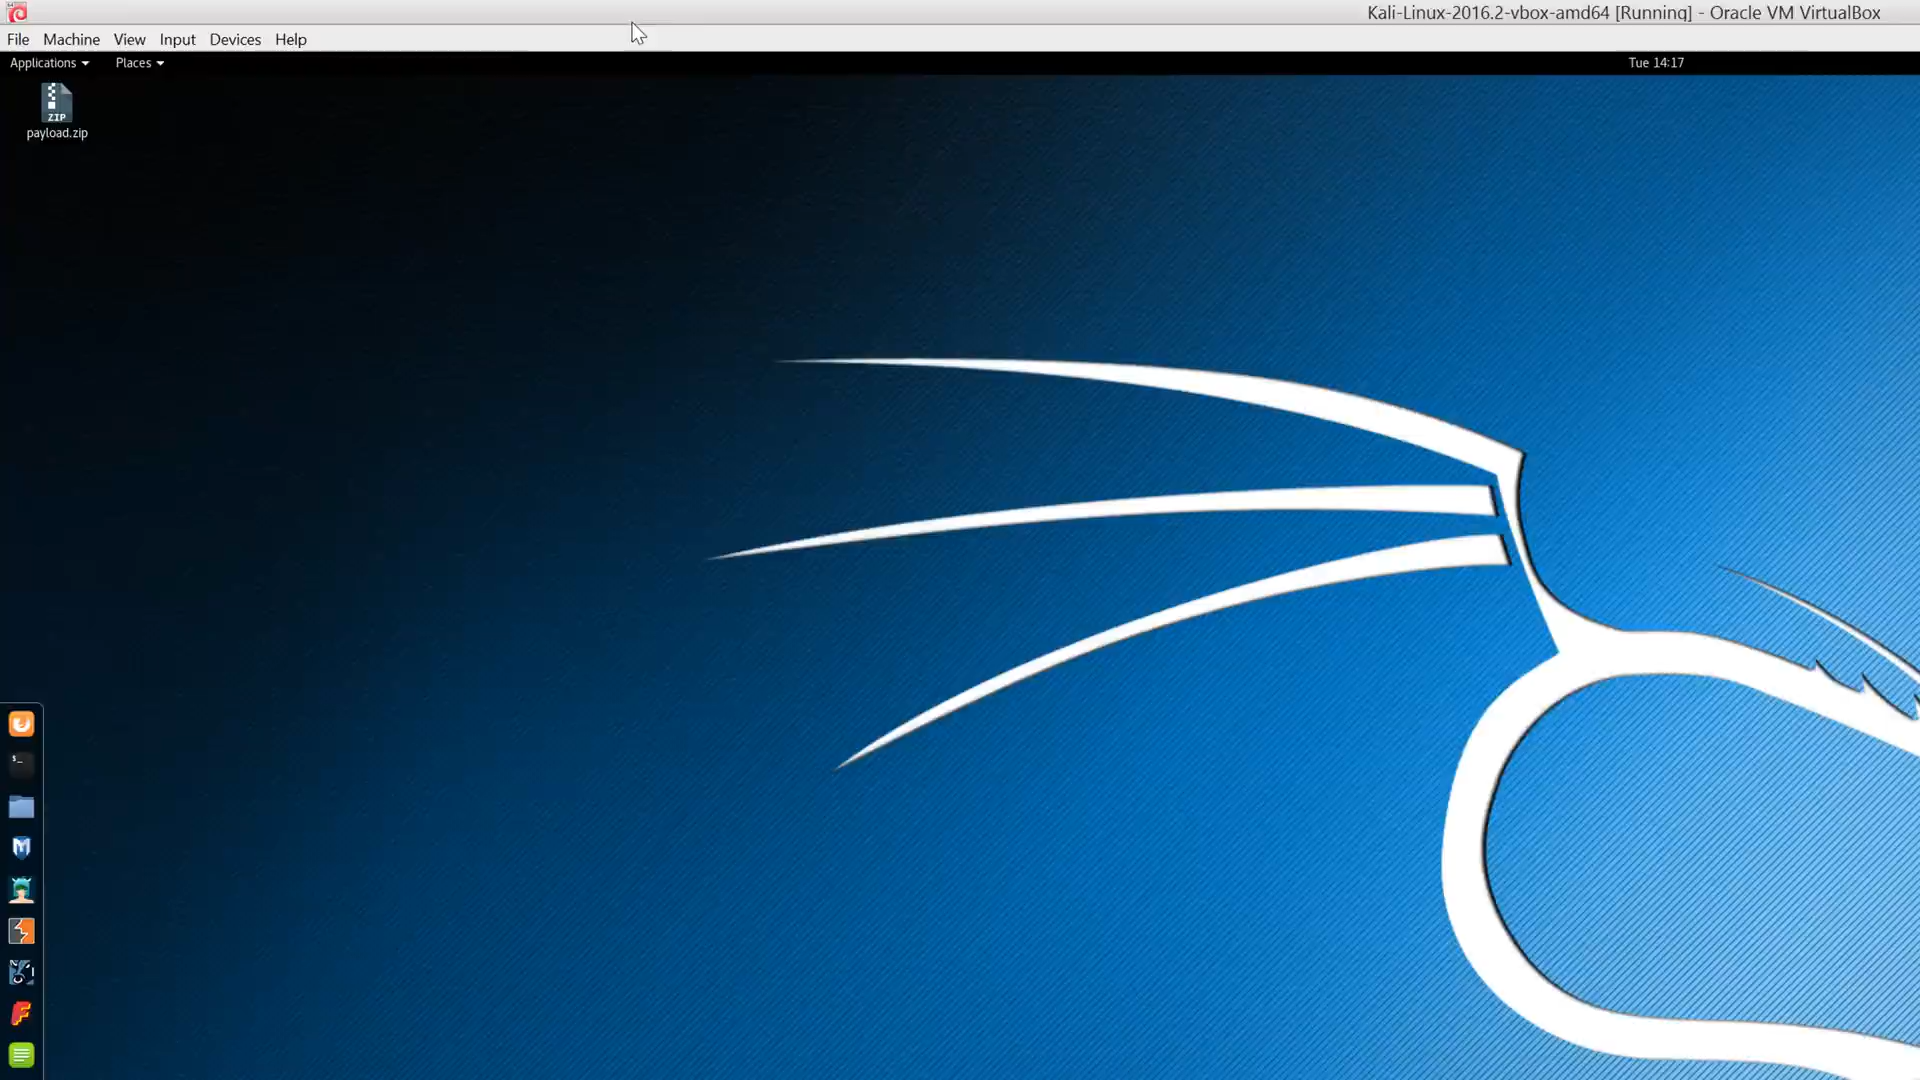 Kali-Linux-2016.2-vbox-amd64 [Running] - Oracle VM VirtualBox
File Machine View Input Devices Help
Applications Places Tue 14:17
ZIP
payload.zip